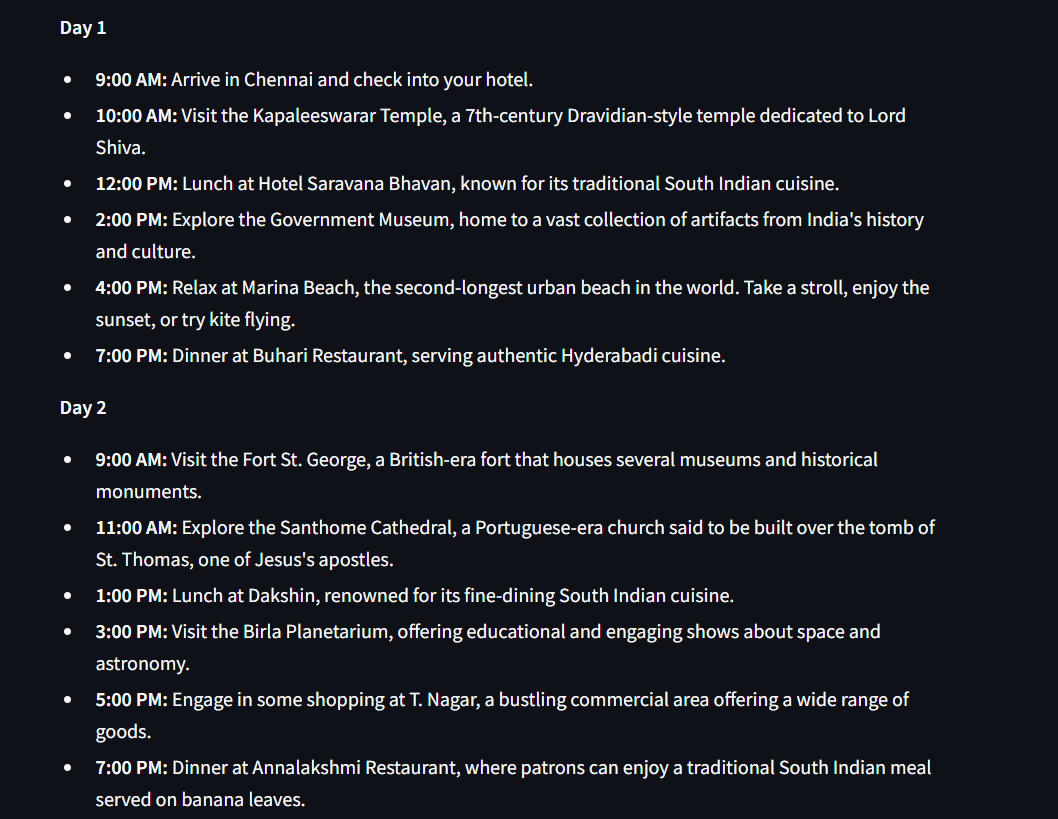 Day 1
• 9:00 AM: Arrive in Chennai and check into your hotel.
• 10:00 AM: Visit the Kapaleeswarar Temple, a 7th-century Dravidian-style temple dedicated to Lord
Shiva.
• 12:00 PM: Lunch at Hotel Saravana Bhavan, known for its traditional South Indian cuisine.
• 2:00 PM: Explore the Government Museum, home to a vast collection of artifacts from India's history
and culture.
• 4:00 PM: Relax at Marina Beach, the second-longest urban beach in the world. Take a stroll, enjoy the
sunset, or try kite flying.
• 7:00 PM: Dinner at Buhari Restaurant, serving authentic Hyderabadi cuisine.
Day 2
• 9:00 AM: Visit the Fort St. George, a British-era fort that houses several museums and historical
monuments.
• 11:00 AM: Explore the Santhome Cathedral, a Portuguese-era church said to be built over the tomb of
St. Thomas, one of Jesus's apostles.
• 1:00 PM: Lunch at Dakshin, renowned for its fine-dining South Indian cuisine.
• 3:00 PM: Visit the Birla Planetarium, offering educational and engaging shows about space and
astronomy.
• 5:00 PM: Engage in some shopping at T. Nagar, a bustling commercial area offering a wide range of
goods.
• 7:00 PM: Dinner at Annalakshmi Restaurant, where patrons can enjoy a traditional South Indian meal
served on banana leaves.